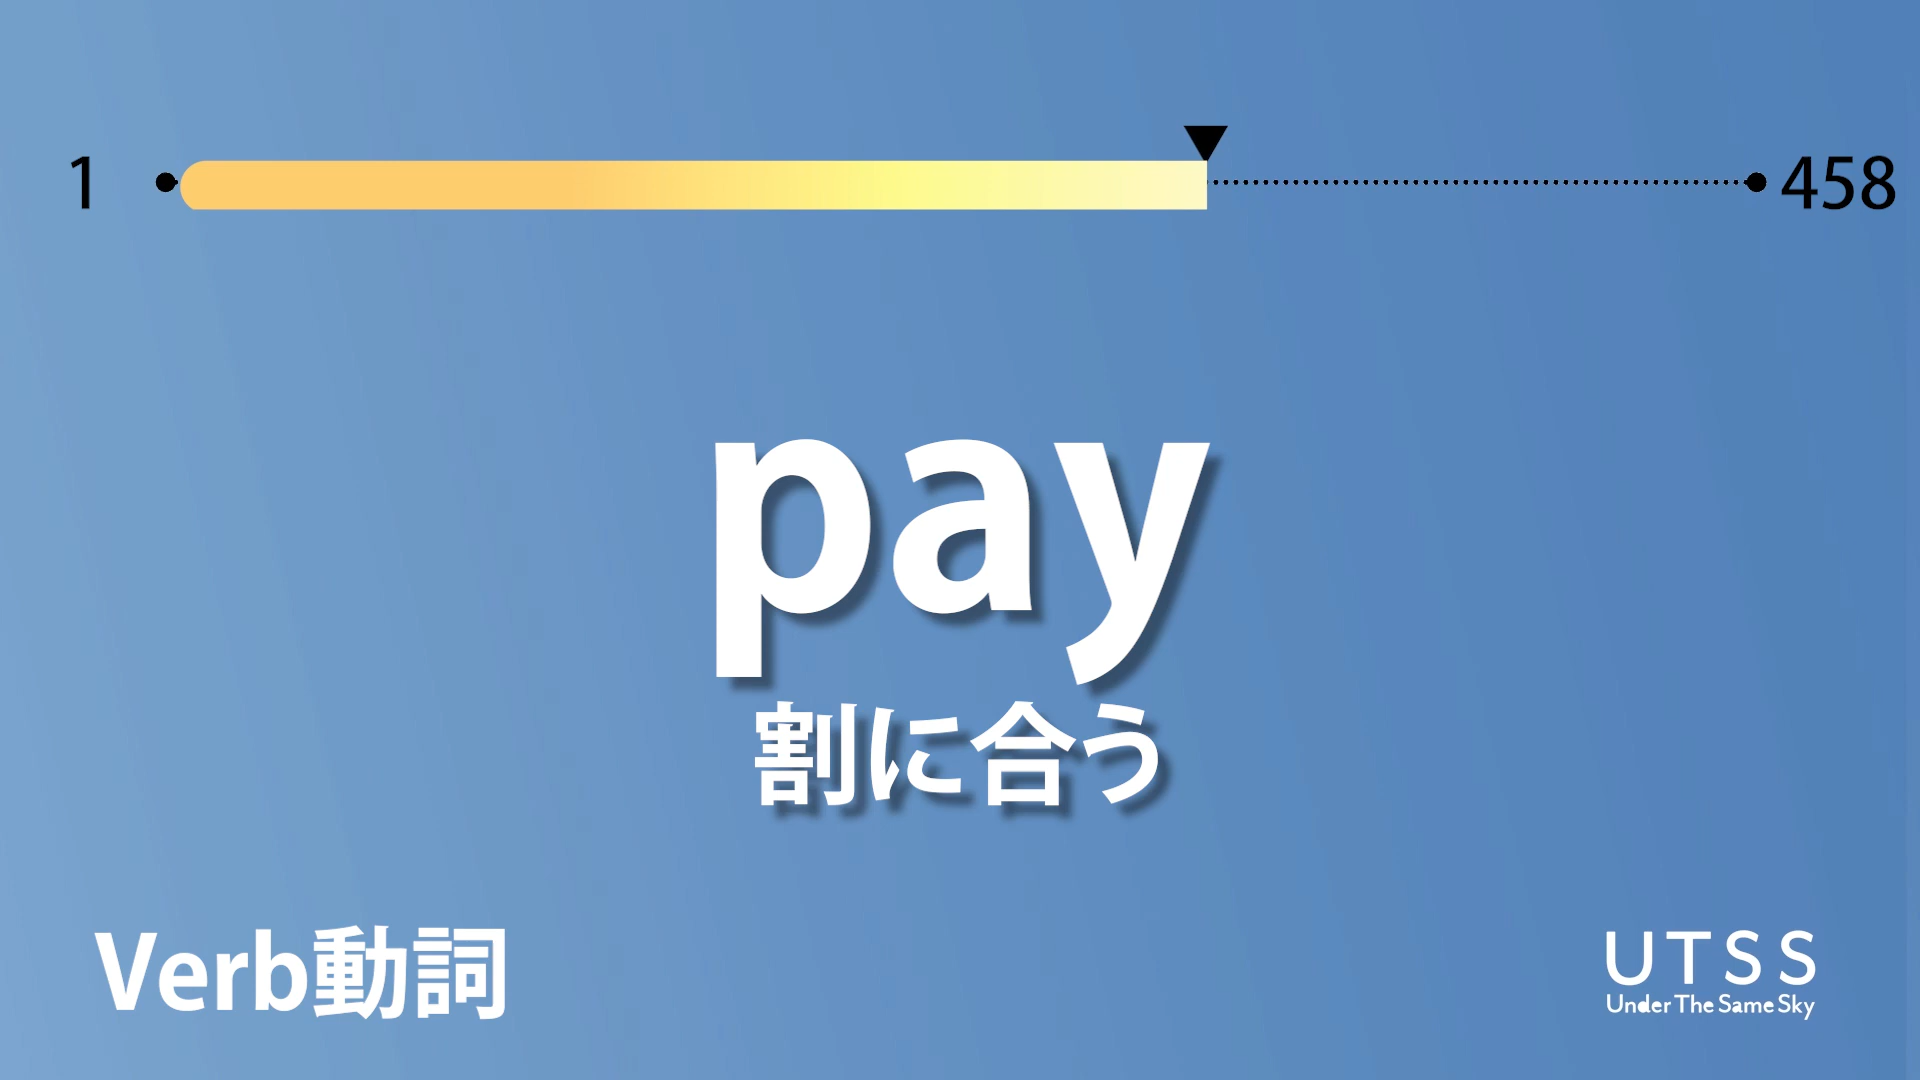 1
458
pay
割に合う
Verb動詞
UTSS
Under The Same Sky